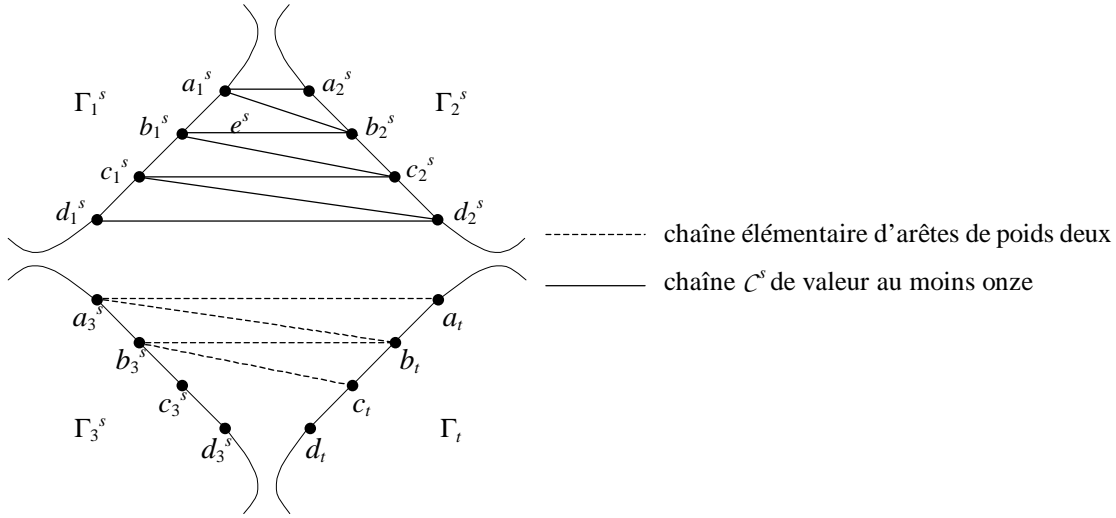 a₁ˢ a₂ˢ
Γ₁ˢ Γ₂ˢ
b₁ˢ eˢ b₂ˢ
c₁ˢ c₂ˢ
d₁ˢ d₂ˢ
chaîne élémentaire d'arêtes de poids deux
chaîne 𝒞ˢ de valeur au moins onze
a₃ˢ aₜ
b₃ˢ bₜ
c₃ˢ cₜ
Γ₃ˢ Γₜ
d₃ˢ dₜ